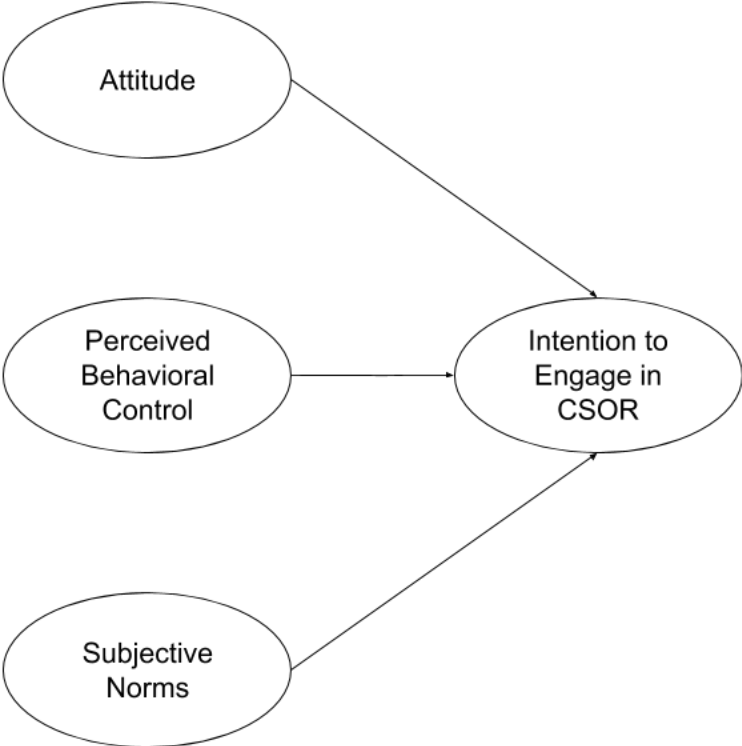 Attitude
Perceived
Behavioral
Control
Intention to
Engage in
CSOR
Subjective
Norms